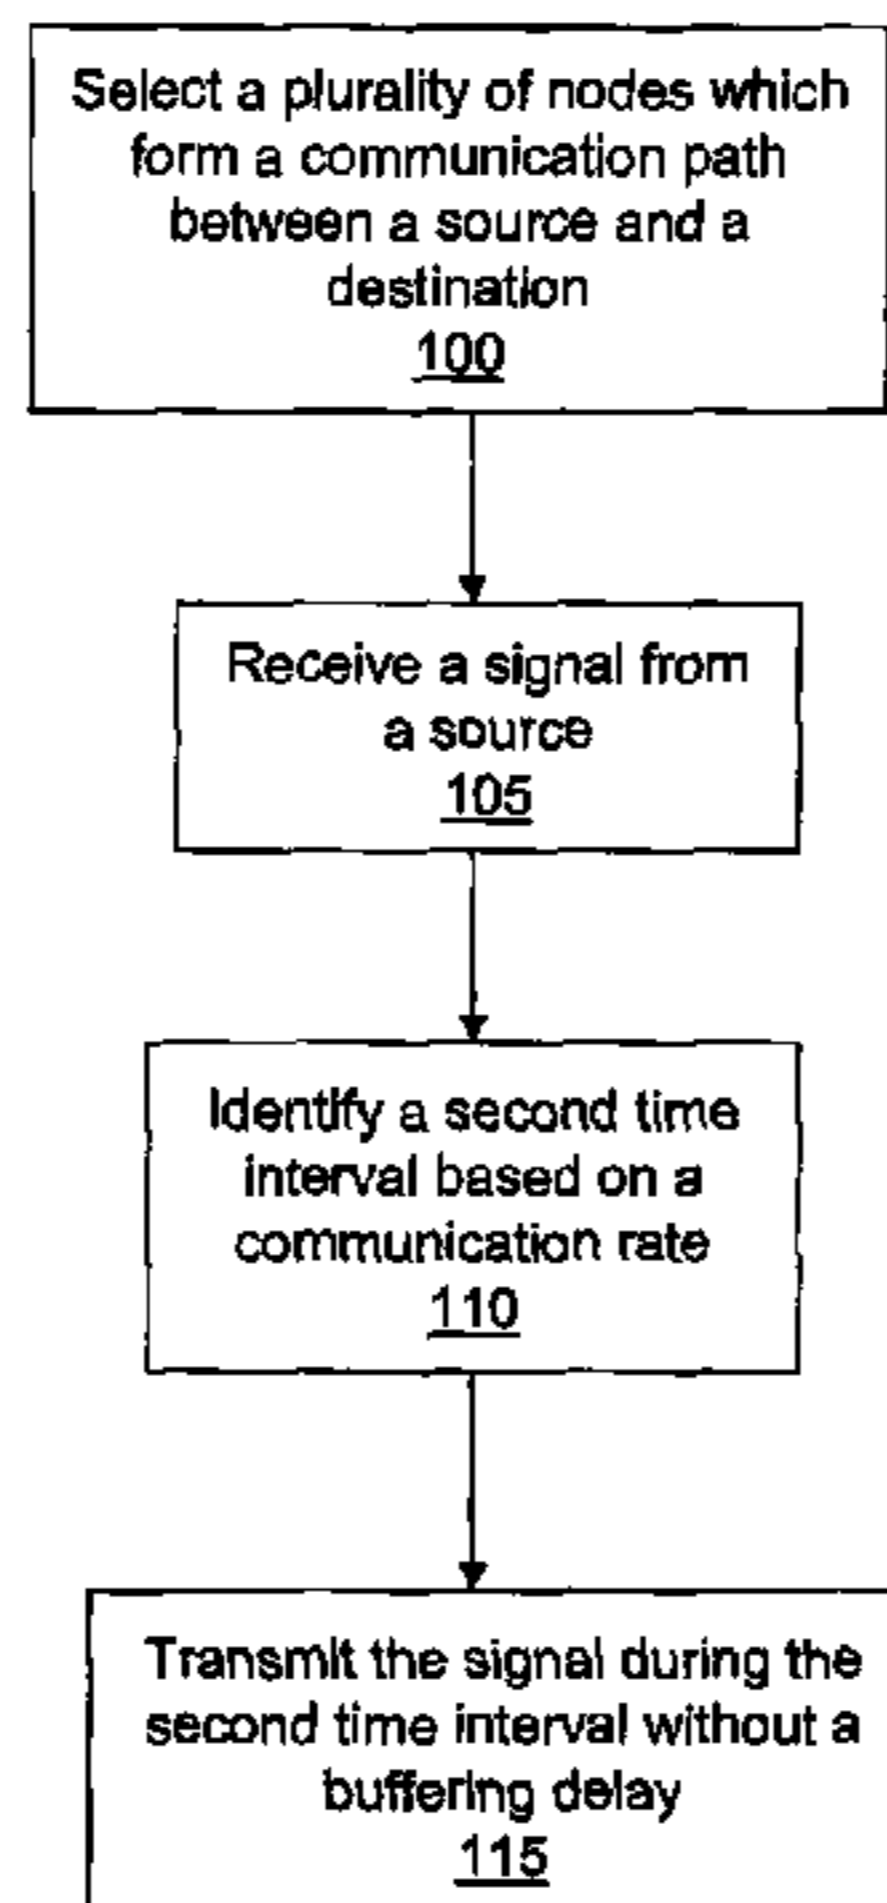 Select a plurality of nodes which
form a communication path
between a source and a
destination
100
Receive a signal from
a source
105
Identify a second time
interval based on a
communication rate
110
Transmit the signal during the
second time interval without a
buffering delay
115